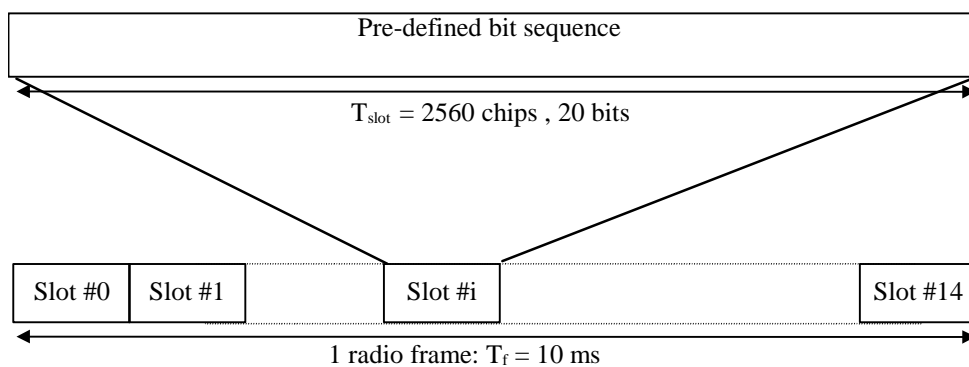 Pre-defined bit sequence
T_slot = 2560 chips , 20 bits
Slot #0 Slot #1 Slot #i Slot #14
1 radio frame: T_f = 10 ms